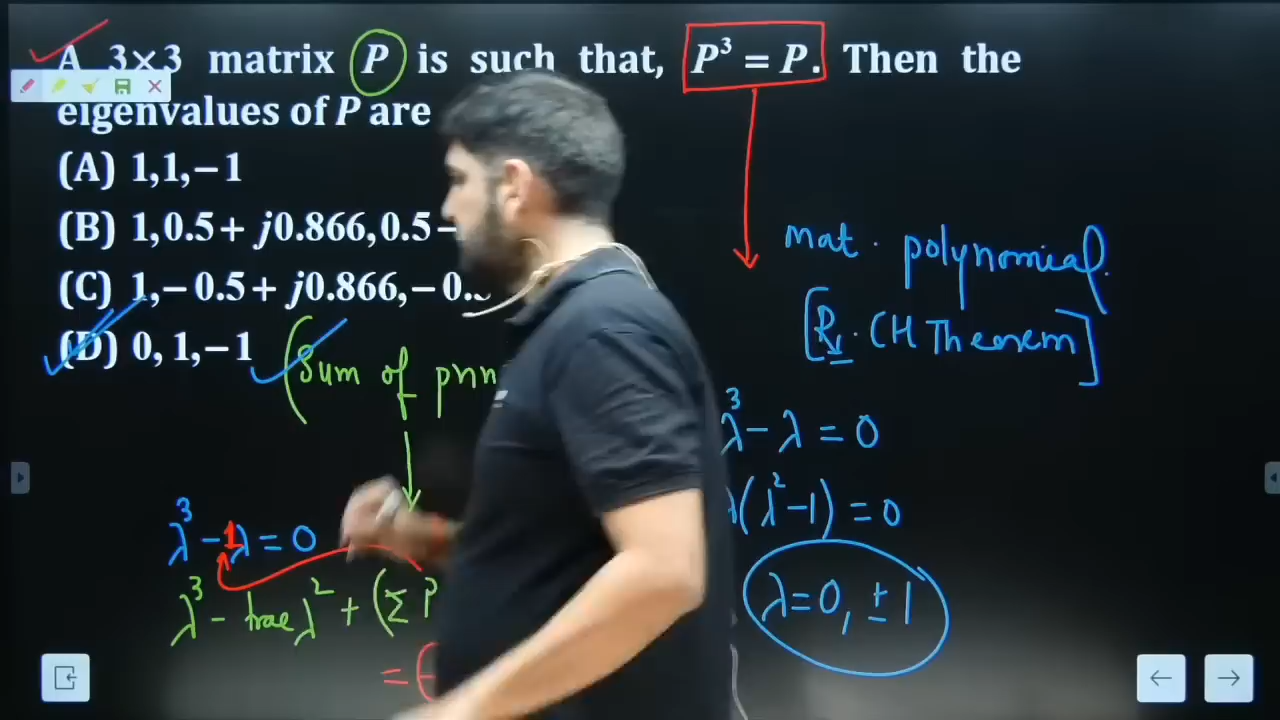 A 3×3 matrix P is such that, P³ = P. Then the
eigenvalues of P are
(A) 1,1,−1
(B) 1,0.5+ j0.866,0.5−
(C) 1,−0.5+ j0.866,−0.
(D) 0, 1,−1
(Sum of
mat. polynomial.
[P↓. CH Theorem]
λ³ − λ = 0
λ(λ²−1) = 0
λ=0, ±1
λ³ −1λ = 0
λ³ − trace λ² + (Σ P
=